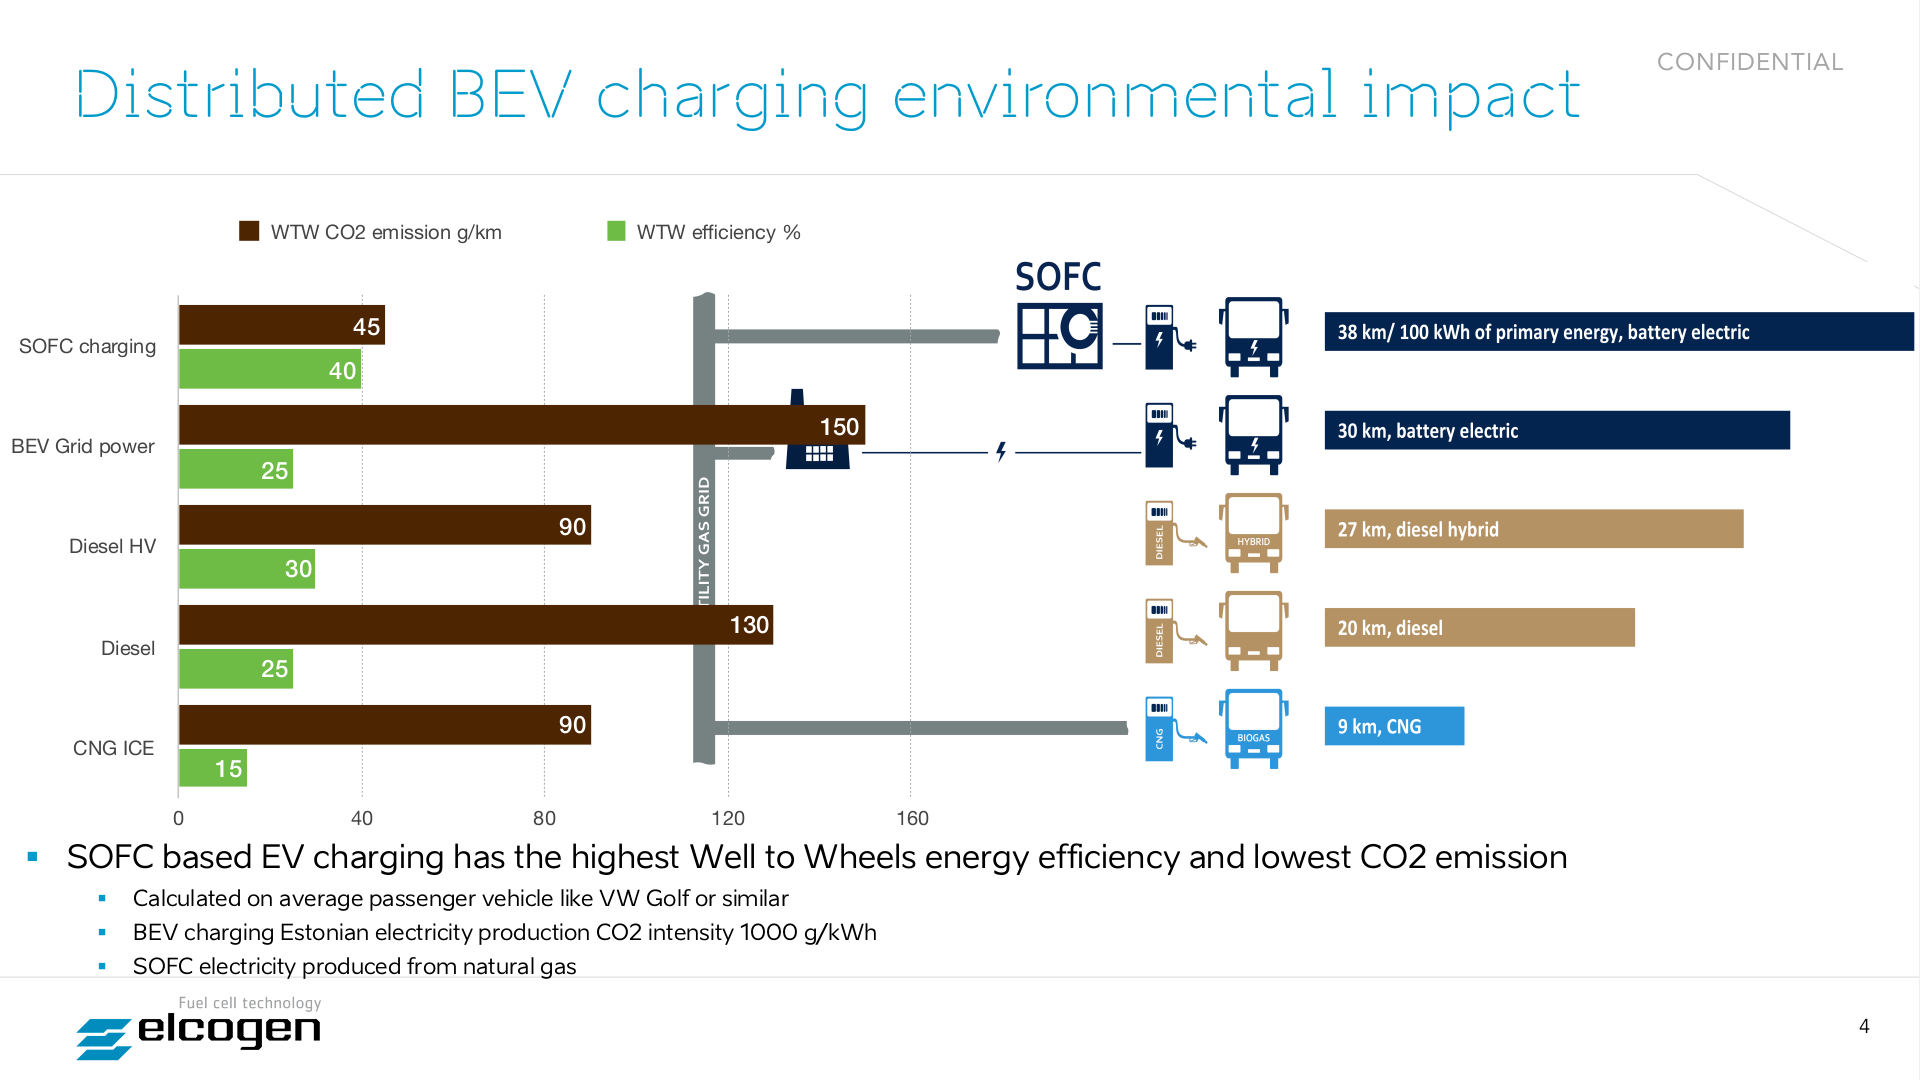 CONFIDENTIAL
Distributed BEV charging environmental impact
WTW CO2 emission g/km
WTW efficiency %
SOFC
SOFC charging
45
40
38 km/ 100 kWh of primary energy, battery electric
BEV Grid power
150
25
30 km, battery electric
Diesel HV
90
30
DIESEL
HYBRID
27 km, diesel hybrid
Diesel
130
25
DIESEL
20 km, diesel
CNG ICE
90
15
CNG
BIOGAS
9 km, CNG
TILITY GAS GRID
0 40 80 120 160
SOFC based EV charging has the highest Well to Wheels energy efficiency and lowest CO2 emission
Calculated on average passenger vehicle like VW Golf or similar
BEV charging Estonian electricity production CO2 intensity 1000 g/kWh
SOFC electricity produced from natural gas
Fuel cell technology
elcogen
4